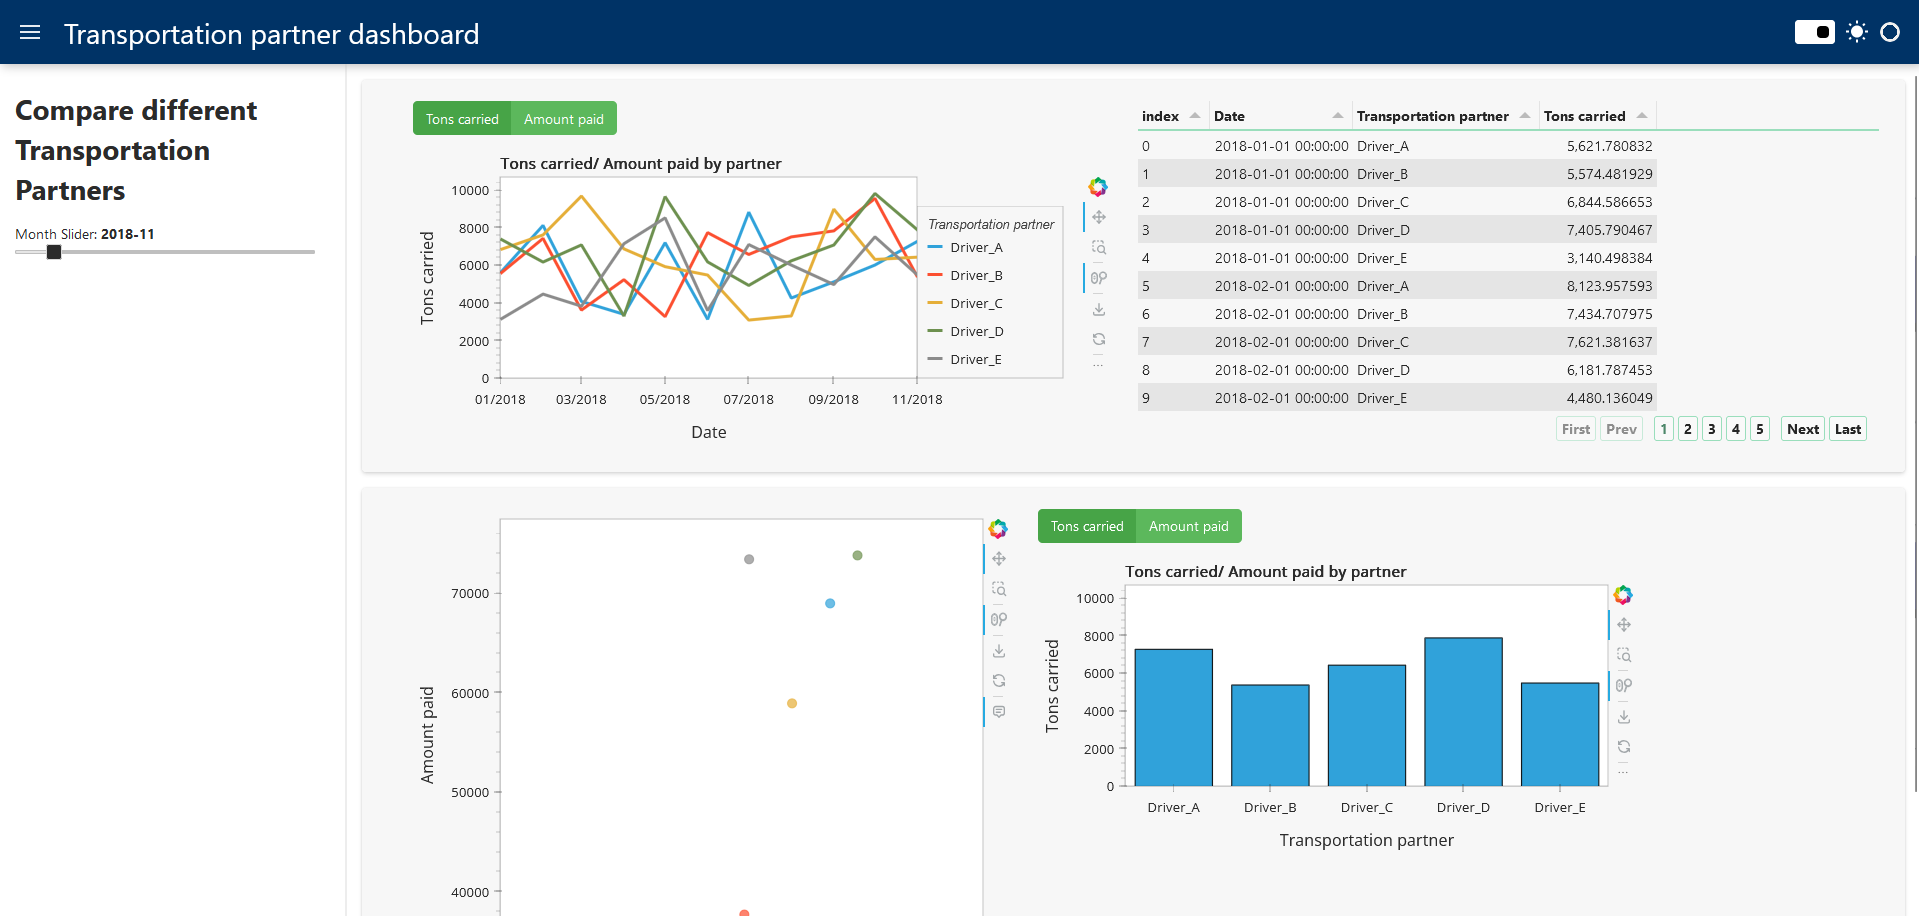 Transportation partner dashboard
Compare different
Transportation
Partners
Month Slider: 2018-11
Tons carried Amount paid
Tons carried/ Amount paid by partner
Tons carried
10000
8000
6000
4000
2000
0
01/2018 03/2018 05/2018 07/2018 09/2018 11/2018
Date
Transportation partner
Driver_A
Driver_B
Driver_C
Driver_D
Driver_E
index Date Transportation partner Tons carried
0 2018-01-01 00:00:00 Driver_A 5,621.780832
1 2018-01-01 00:00:00 Driver_B 5,574.481929
2 2018-01-01 00:00:00 Driver_C 6,844.586653
3 2018-01-01 00:00:00 Driver_D 7,405.790467
4 2018-01-01 00:00:00 Driver_E 3,140.498384
5 2018-02-01 00:00:00 Driver_A 8,123.957593
6 2018-02-01 00:00:00 Driver_B 7,434.707975
7 2018-02-01 00:00:00 Driver_C 7,621.381637
8 2018-02-01 00:00:00 Driver_D 6,181.787453
9 2018-02-01 00:00:00 Driver_E 4,480.136049
First Prev 1 2 3 4 5 Next Last
Amount paid
70000
60000
50000
40000
Tons carried Amount paid
Tons carried/ Amount paid by partner
Tons carried
10000
8000
6000
4000
2000
0
Driver_A Driver_B Driver_C Driver_D Driver_E
Transportation partner